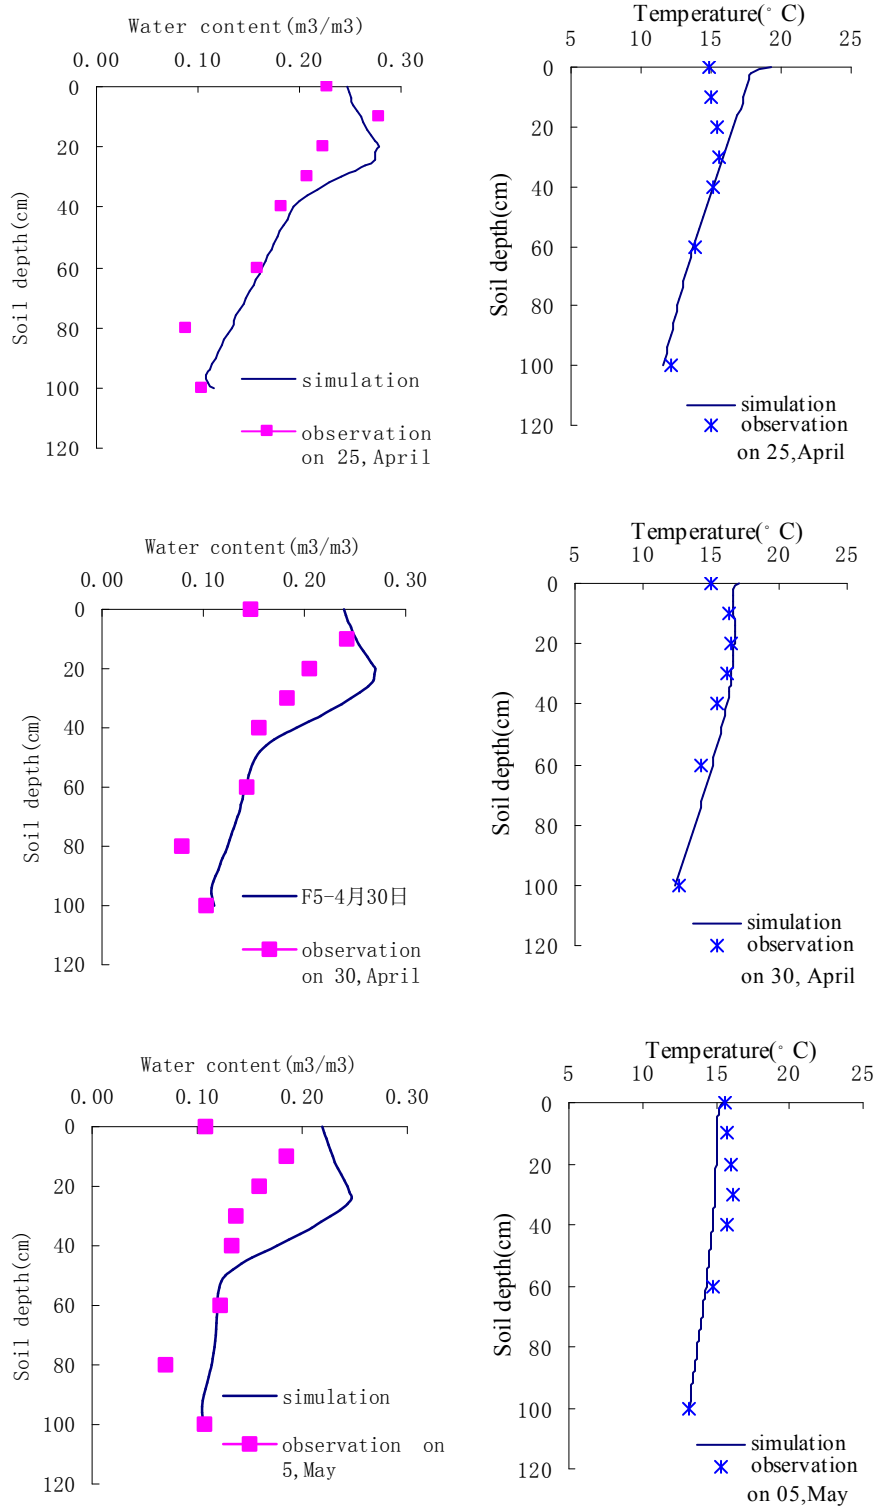 Water content(m3/m3)
0.00 0.10 0.20 0.30
0
20
40
60
80
100
120
Soil depth(cm)
simulation
observation
on 25,April
Temperature(° C)
5 10 15 20 25
0
20
40
60
80
100
120
Soil depth(cm)
simulation
observation
on 25,April
Water content(m3/m3)
0.00 0.10 0.20 0.30
0
20
40
60
80
100
120
Soil depth(cm)
F5-4月30日
observation
on 30,April
Temperature(° C)
5 10 15 20 25
0
20
40
60
80
100
120
Soil depth(cm)
simulation
observation
on 30, April
Water content(m3/m3)
0.00 0.10 0.20 0.30
0
20
40
60
80
100
120
Soil depth(cm)
simulation
observation on
5,May
Temperature(° C)
5 10 15 20 25
0
20
40
60
80
100
120
Soil depth(cm)
simulation
observation
on 05,May